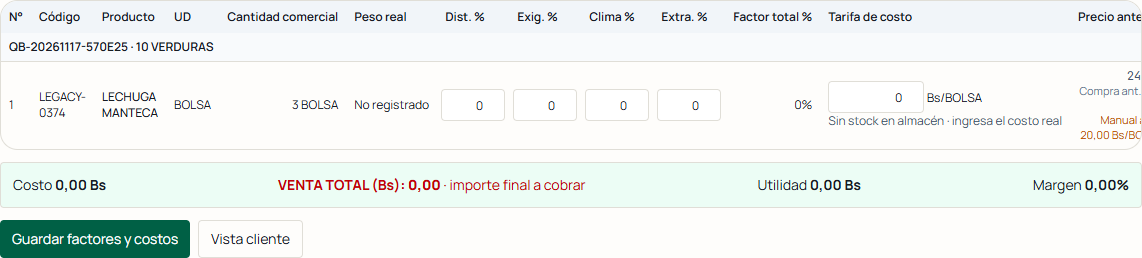 N° Código Producto UD Cantidad comercial Peso real Dist. % Exig. % Clima % Extra. % Factor total % Tarifa de costo Precio ante
QB-20261117-570E25 · 10 VERDURAS
1 LEGACY-0374 LECHUGA MANTECA BOLSA 3 BOLSA No registrado 0 0 0 0 0% 0 Bs/BOLSA 24
Sin stock en almacén · ingresa el costo real Compra ant.
Manual a
20,00 Bs/BO
Costo 0,00 Bs VENTA TOTAL (Bs): 0,00 · importe final a cobrar Utilidad 0,00 Bs Margen 0,00%
Guardar factores y costos Vista cliente